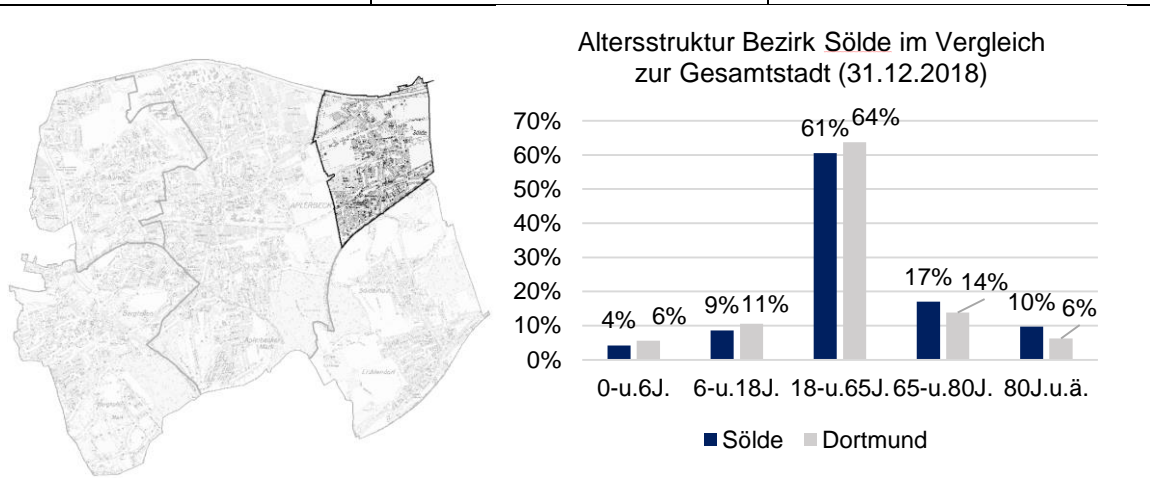 Sölde
APLERBECK
Altersstruktur Bezirk Sölde im Vergleich
zur Gesamtstadt (31.12.2018)
70%
60%
50%
40%
30%
20%
10%
0%
4% 6% 9% 11% 61% 64% 17% 14% 10% 6%
0-u.6J. 6-u.18J. 18-u.65J. 65-u.80J. 80J.u.ä.
Sölde Dortmund